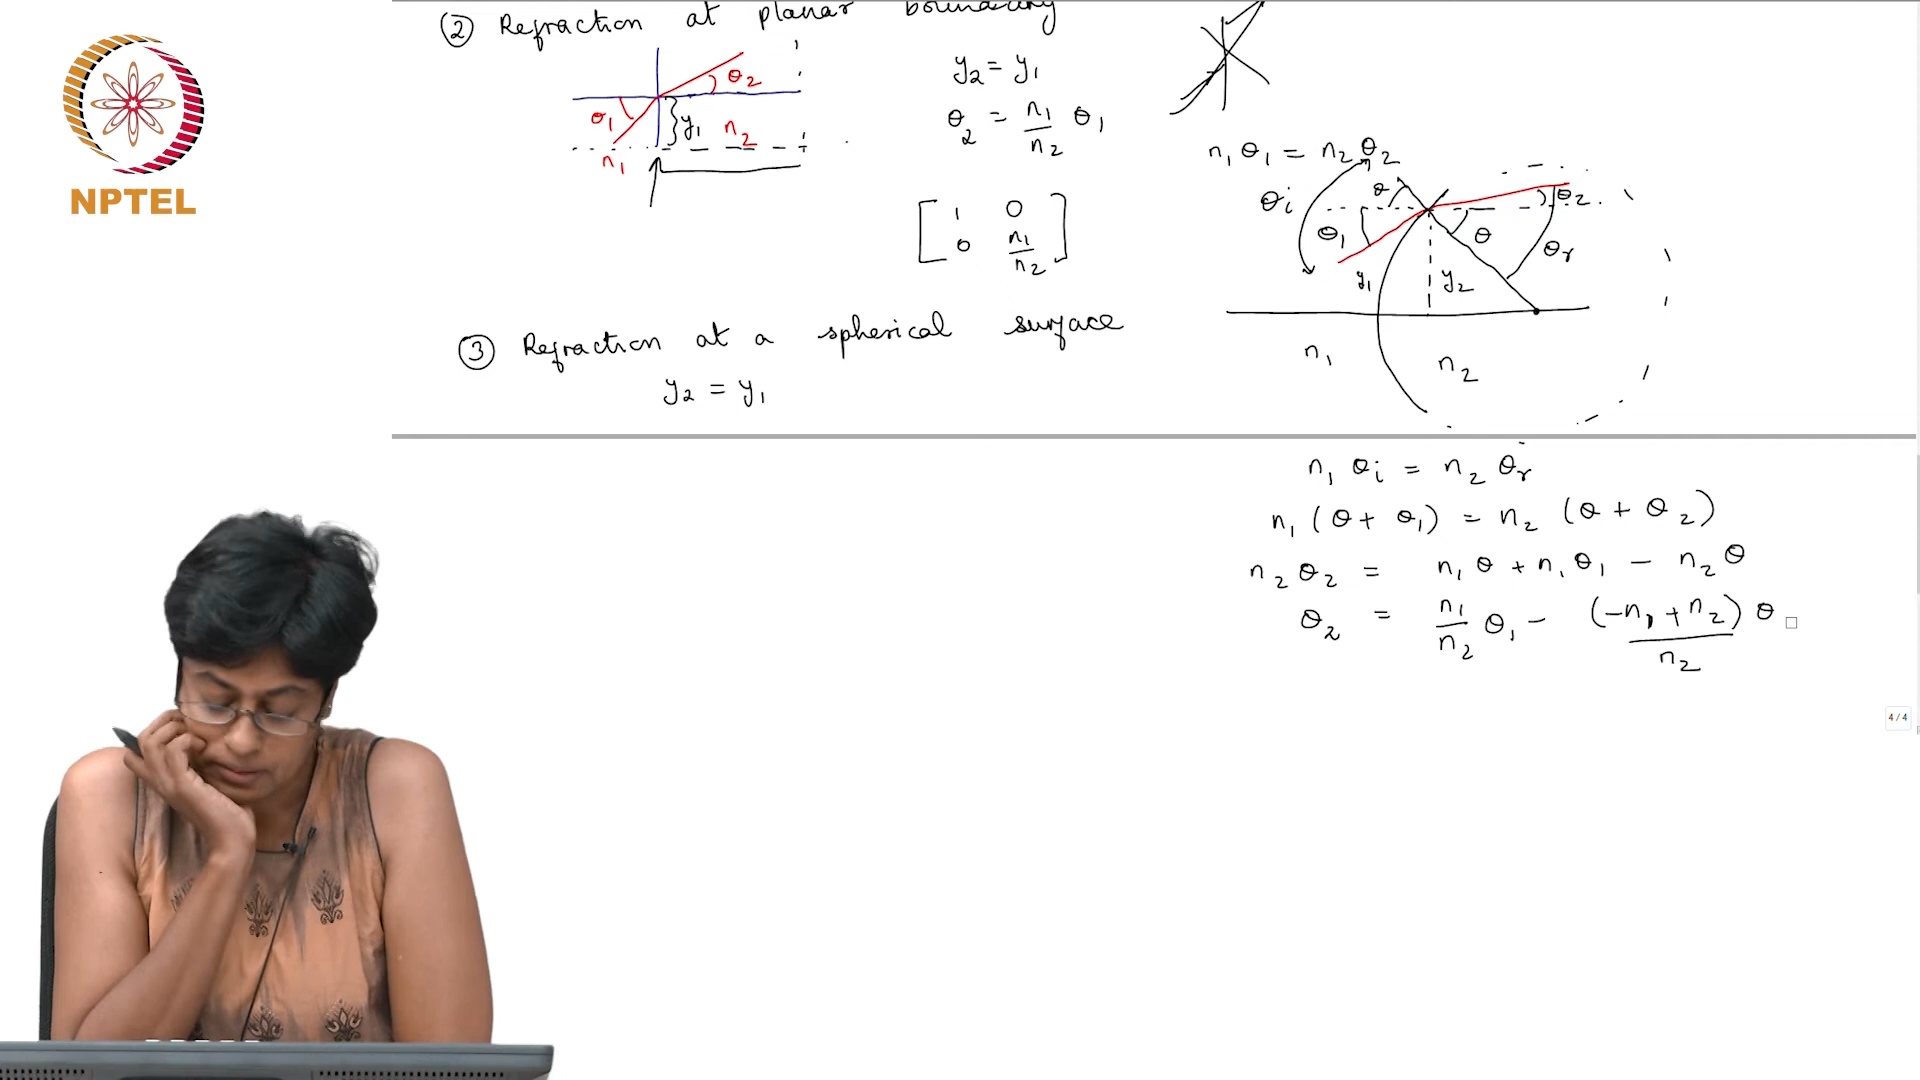 NPTEL
② Refraction at planar boundary
θ₁
n₁
y₁
n₂
θ₂
y₂ = y₁
θ₂ = n₁/n₂ θ₁
[ 1 0
0 n₁/n₂ ]
n₁ θ₁ = n₂ θ₂
θᵢ
θ
θ₁
θ₂
θ
θᵣ
y₁
y₂
n₁
n₂
③ Refraction at a spherical surface
y₂ = y₁
n₁ θᵢ = n₂ θᵣ
n₁ (θ + θ₁) = n₂ (θ + θ₂)
n₂ θ₂ = n₁ θ + n₁ θ₁ − n₂ θ
θ₂ = n₁/n₂ θ₁ − (−n₁ + n₂)/n₂ θ
4 / 4